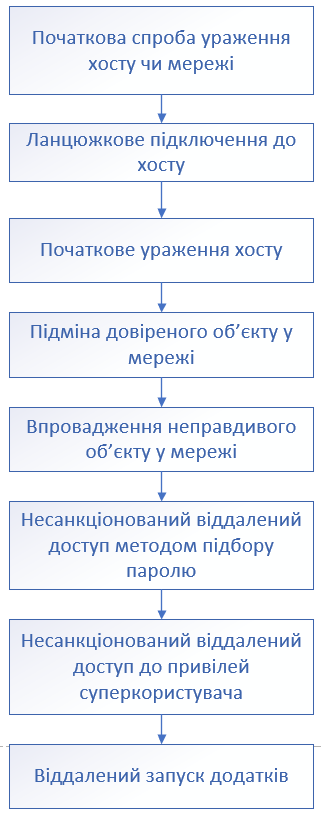 Початкова спроба ураження
хосту чи мережі
Ланцюжкове підключення до
хосту
Початкове ураження хосту
Підміна довіреного об’єкту у
мережі
Впровадження неправдивого
об’єкту у мережі
Несанкціонований віддалений
доступ методом підбору
паролю
Несанкціонований віддалений
доступ до привілей
суперкористувача
Віддалений запуск додатків